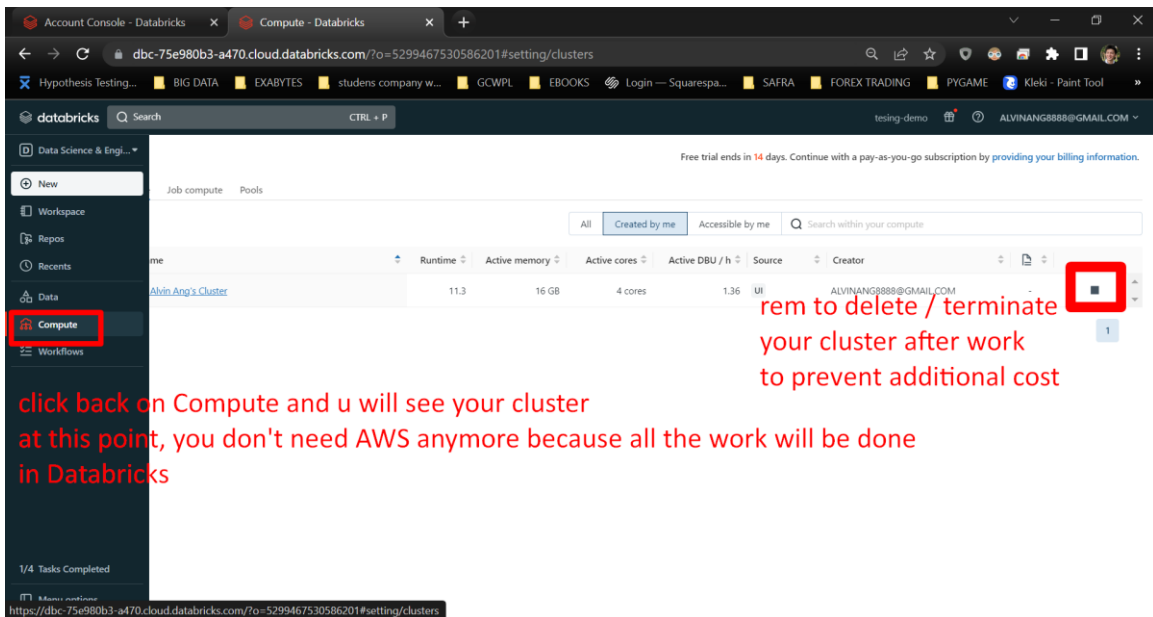 Account Console - Databricks
Compute - Databricks
dbc-75e980b3-a470.cloud.databricks.com/?o=5299467530586201#setting/clusters
Hypothesis Testing... BIG DATA EXABYTES studens company w... GCWPL EBOOKS Login — Squarespa... SAFRA FOREX TRADING PYGAME Kleki - Paint Tool »
databricks Search CTRL + P tesing-demo ALVINANG8888@GMAIL.COM
D Data Science & Engi...
Free trial ends in 14 days. Continue with a pay-as-you-go subscription by providing your billing information.
New
Job compute Pools
Workspace
All Created by me Accessible by me Search within your compute
Repos
Recents
me Runtime Active memory Active cores Active DBU / h Source Creator
Data
Alvin Ang's Cluster 11.3 16 GB 4 cores 1.36 UI ALVINANG8888@GMAIL.COM -
Compute
1
Workflows
rem to delete / terminate
your cluster after work
to prevent additional cost
click back on Compute and u will see your cluster
at this point, you don't need AWS anymore because all the work will be done
in Databricks
1/4 Tasks Completed
Menu options
https://dbc-75e980b3-a470.cloud.databricks.com/?o=5299467530586201#setting/clusters